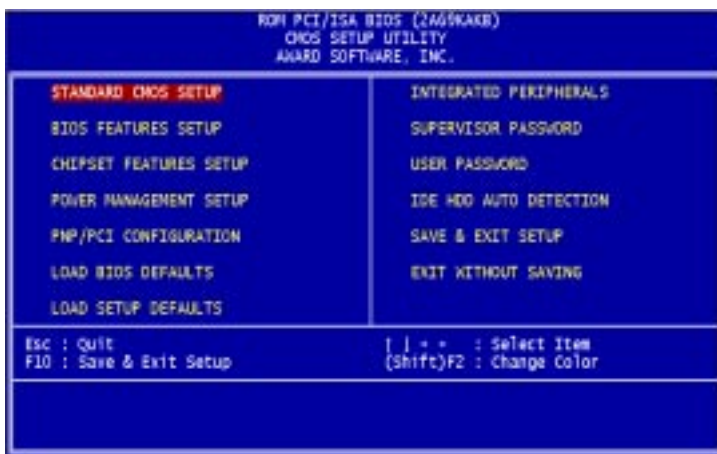 ROM PCI/ISA BIOS (2A69KAKB)
CMOS SETUP UTILITY
AWARD SOFTWARE, INC.
STANDARD CMOS SETUP
BIOS FEATURES SETUP
CHIPSET FEATURES SETUP
POWER MANAGEMENT SETUP
PNP/PCI CONFIGURATION
LOAD BIOS DEFAULTS
LOAD SETUP DEFAULTS
INTEGRATED PERIPHERALS
SUPERVISOR PASSWORD
USER PASSWORD
IDE HDD AUTO DETECTION
SAVE & EXIT SETUP
EXIT WITHOUT SAVING
Esc : Quit
F10 : Save & Exit Setup
: Select Item
(Shift)F2 : Change Color